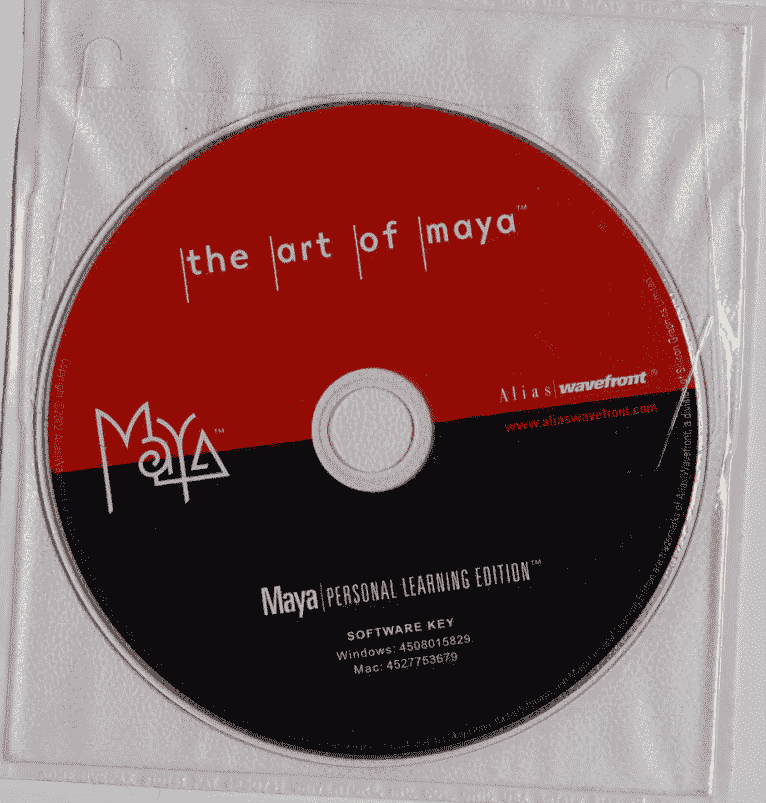 the art of maya™
Maya™
Alias|wavefront®
www.aliaswavefront.com
Maya|PERSONAL LEARNING EDITION™
SOFTWARE KEY
Windows: 4508015829
Mac: 4527753679